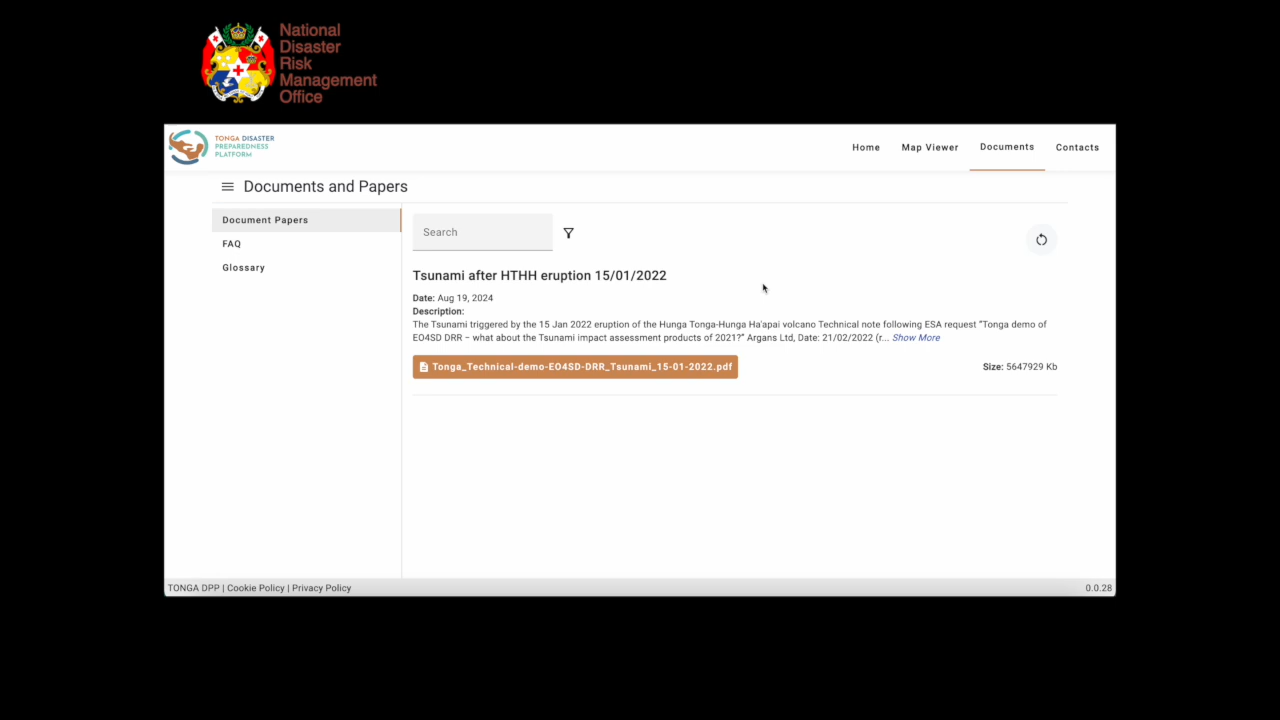 National
Disaster
Risk
Management
Office
TONGA DISASTER
PREPAREDNESS
PLATFORM
Home Map Viewer Documents Contacts
Documents and Papers
Document Papers
FAQ
Glossary
Search
Tsunami after HTHH eruption 15/01/2022
Date: Aug 19, 2024
Description:
The Tsunami triggered by the 15 Jan 2022 eruption of the Hunga Tonga-Hunga Ha'apai volcano Technical note following ESA request “Tonga demo of
EO4SD DRR – what about the Tsunami impact assessment products of 2021?” Argans Ltd, Date: 21/02/2022 (r... Show More
Tonga_Technical-demo-EO4SD-DRR_Tsunami_15-01-2022.pdf Size: 5647929 Kb
TONGA DPP | Cookie Policy | Privacy Policy 0.0.28